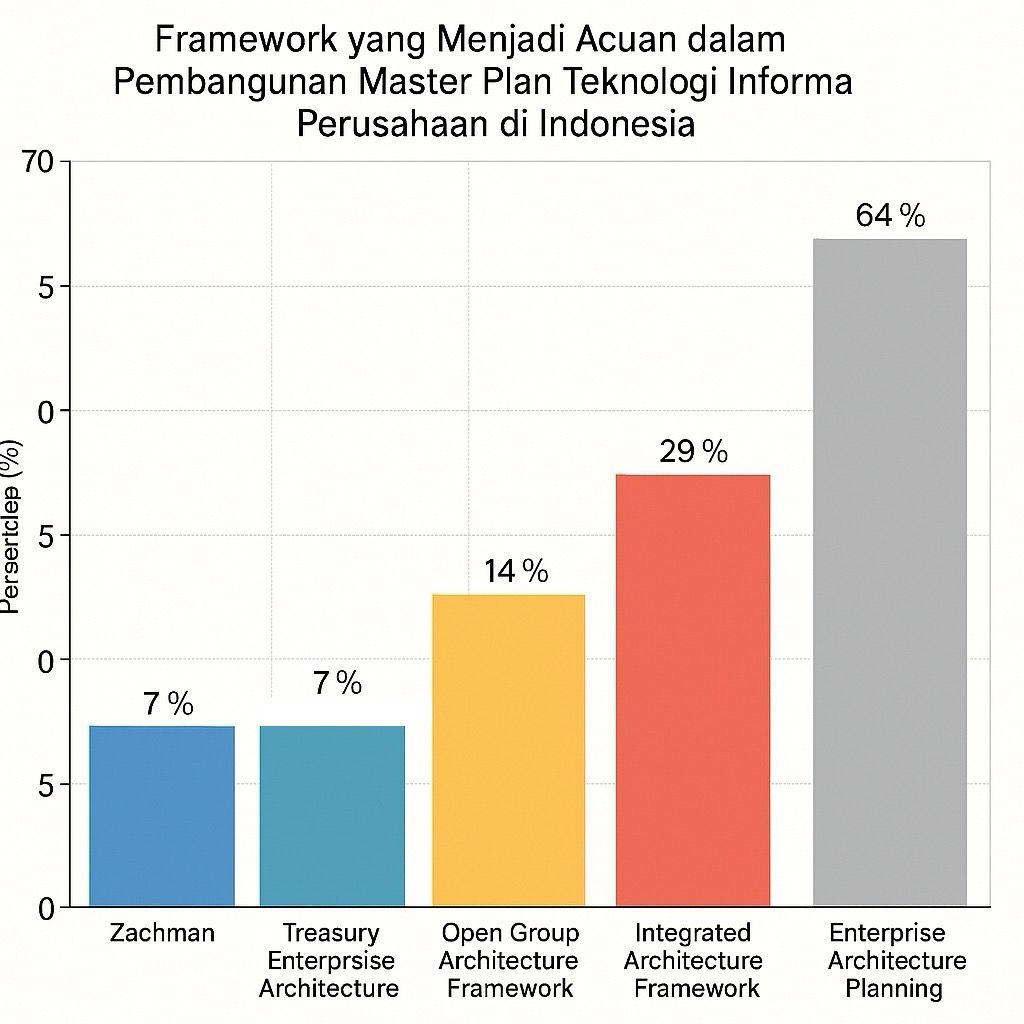 Framework yang Menjadi Acuan dalam
Pembangunan Master Plan Teknologi Informa
Perusahaan di Indonesia
70
5
0
5
0
5
0
(%)
64 %
29 %
14 %
7 %
7 %
Zachman
Treasury
Enterprsise
Architecture
Open Group
Architecture
Framework
Integrated
Architecture
Framework
Enterprise
Architecture
Planning